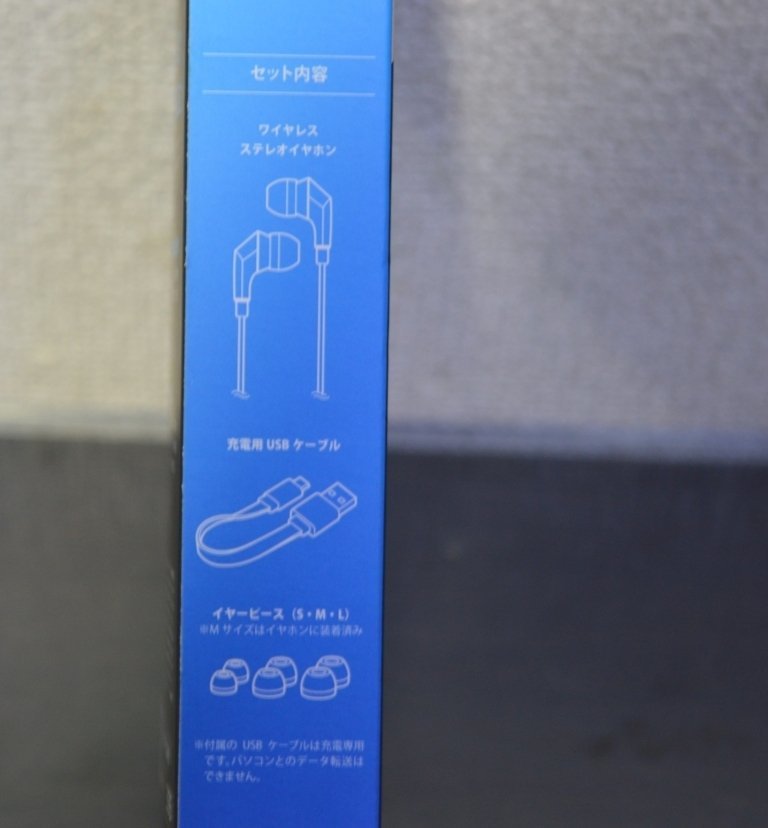 セット内容
ワイヤレス
ステレオイヤホン
充電用 USB ケーブル
イヤーピース（S・M・L）
※M サイズはイヤホンに装着済み
※付属の USB ケーブルは充電専用
です。パソコンとのデータ転送は
できません。